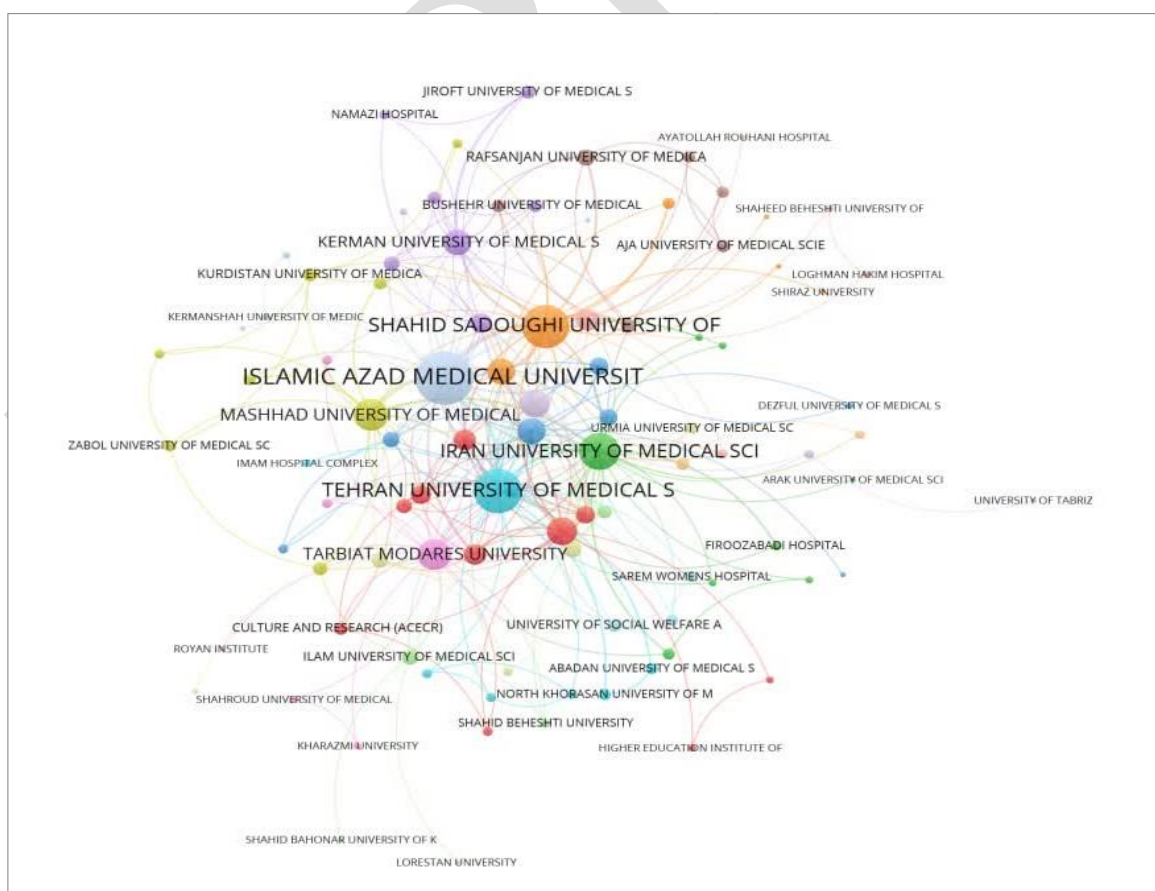 JIROFT UNIVERSITY OF MEDICAL S
NAMAZI HOSPITAL
AYATOLLAH ROUHANI HOSPITAL
RAFSANJAN UNIVERSITY OF MEDICA
BUSHEHR UNIVERSITY OF MEDICAL
SHAHEED BEHESHTI UNIVERSITY OF
KERMAN UNIVERSITY OF MEDICAL S
AJA UNIVERSITY OF MEDICAL SCIE
KURDISTAN UNIVERSITY OF MEDICA
LOGHMAN HAKIM HOSPITAL
SHIRAZ UNIVERSITY
KERMANSHAH UNIVERSITY OF MEDIC
SHAHID SADOUGHI UNIVERSITY OF
ISLAMIC AZAD MEDICAL UNIVERSIT
DEZFUL UNIVERSITY OF MEDICAL S
MASHHAD UNIVERSITY OF MEDICAL
URMIA UNIVERSITY OF MEDICAL SC
ZABOL UNIVERSITY OF MEDICAL SC
IRAN UNIVERSITY OF MEDICAL SCI
IMAM HOSPITAL COMPLEX
ARAK UNIVERSITY OF MEDICAL SCI
TEHRAN UNIVERSITY OF MEDICAL S
UNIVERSITY OF TABRIZ
FIROOZABADI HOSPITAL
TARBIAT MODARES UNIVERSITY
SAREM WOMENS HOSPITAL
CULTURE AND RESEARCH (ACECR)
UNIVERSITY OF SOCIAL WELFARE A
ROYAN INSTITUTE
ILAM UNIVERSITY OF MEDICAL SCI
ABADAN UNIVERSITY OF MEDICAL S
SHAHROUD UNIVERSITY OF MEDICAL
NORTH KHORASAN UNIVERSITY OF M
SHAHID BEHESHTI UNIVERSITY
KHARAZMI UNIVERSITY
HIGHER EDUCATION INSTITUTE OF
SHAHID BAHONAR UNIVERSITY OF K
LORESTAN UNIVERSITY